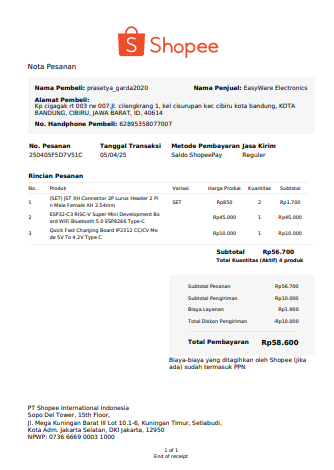 Shopee
Nota Pesanan
Nama Pembeli: prasetya_garda2020
Nama Penjual: EasyWare Electronics
Alamat Pembeli:
Kp cigagak rt 003 rw 007,Jl. cilengkrang 1, kel cisurupan kec cibiru kota bandung, KOTA
BANDUNG, CIBIRU, JAWA BARAT, ID, 40614
No. Handphone Pembeli: 62895358077007
No. Pesanan Tanggal Transaksi Metode Pembayaran Jasa Kirim
250405F5D7V51C 05/04/25 Saldo ShopeePay Reguler
Rincian Pesanan
No. Produk Variasi Harga Produk Kuantitas Subtotal
1 (SET) JST XH Connector 2P Lurus Header 2 Pi SET Rp850 2 Rp1.700
n Male Female XH 2.54mm
2 ESP32-C3 RISC-V Super Mini Development Bo Rp45.000 1 Rp45.000
ard WiFi Bluetooth 5.0 ESP8266 Type-C
3 Quick Fast Charging Board IP2312 CC/CV Mo Rp10.000 1 Rp10.000
de 5V To 4.2V Type C
Subtotal Rp56.700
Total Kuantitas (Aktif) 4 produk
Subtotal Pesanan Rp56.700
Subtotal Pengiriman Rp10.000
Biaya Layanan Rp1.900
Total Diskon Pengiriman -Rp10.000
Total Pembayaran Rp58.600
Biaya-biaya yang ditagihkan oleh Shopee (jika
ada) sudah termasuk PPN
PT Shopee International Indonesia
Sopo Del Tower, 15th Floor,
Jl. Mega Kuningan Barat III Lot 10.1-6, Kuningan Timur, Setiabudi,
Kota Adm. Jakarta Selatan, DKI Jakarta, 12950
NPWP: 0736 6669 0003 1000
1 of 1
End of receipt